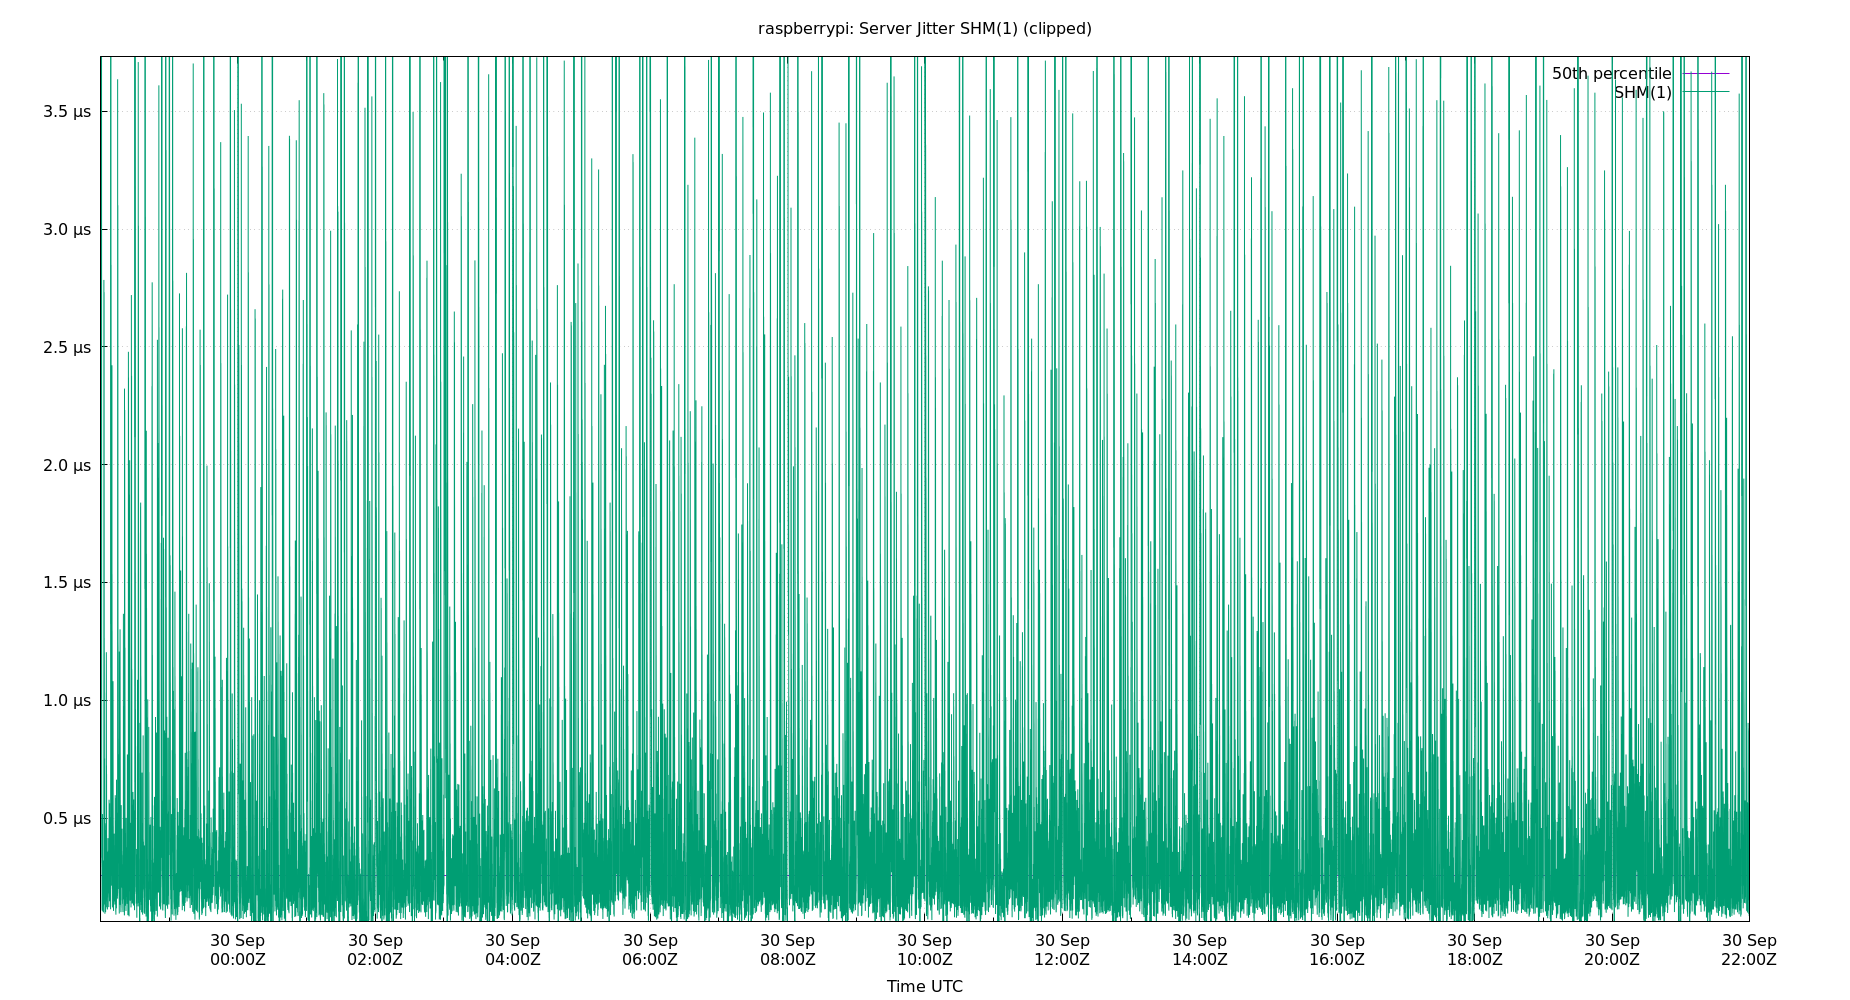 raspberrypi: Server Jitter SHM(1) (clipped)
50th percentile
SHM(1)
3.5 μs
3.0 μs
2.5 μs
2.0 μs
1.5 μs
1.0 μs
0.5 μs
30 Sep 30 Sep 30 Sep 30 Sep 30 Sep 30 Sep 30 Sep 30 Sep 30 Sep 30 Sep 30 Sep 30 Sep
00:00Z 02:00Z 04:00Z 06:00Z 08:00Z 10:00Z 12:00Z 14:00Z 16:00Z 18:00Z 20:00Z 22:00Z
Time UTC